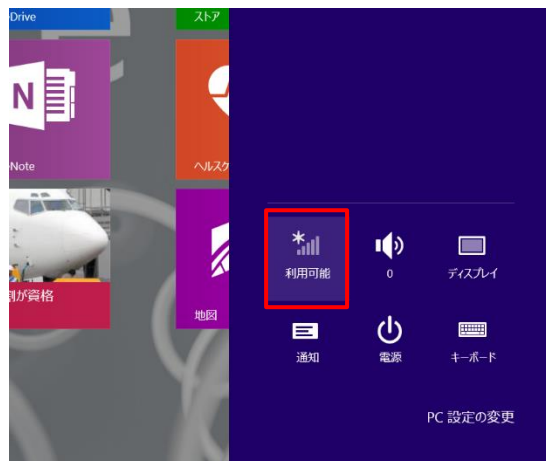 Drive
ストア
N
Note
ヘルスケ
割が資格
地図
利用可能
0
ディスプレイ
通知
電源
キーボード
PC 設定の変更